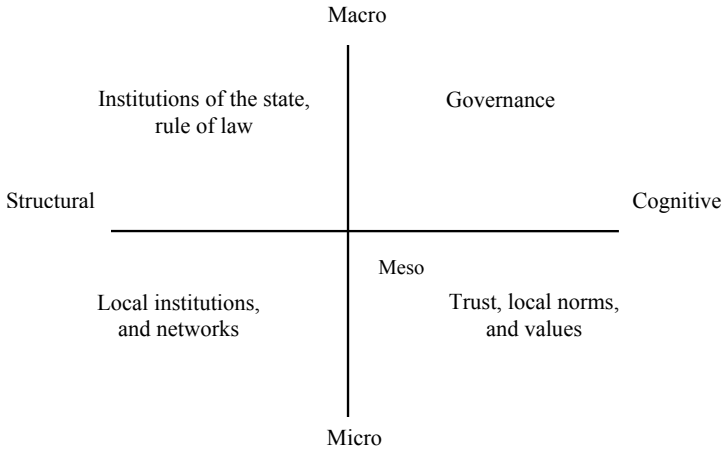 Macro
Institutions of the state,
rule of law
Governance
Structural
Cognitive
Meso
Local institutions,
and networks
Trust, local norms,
and values
Micro